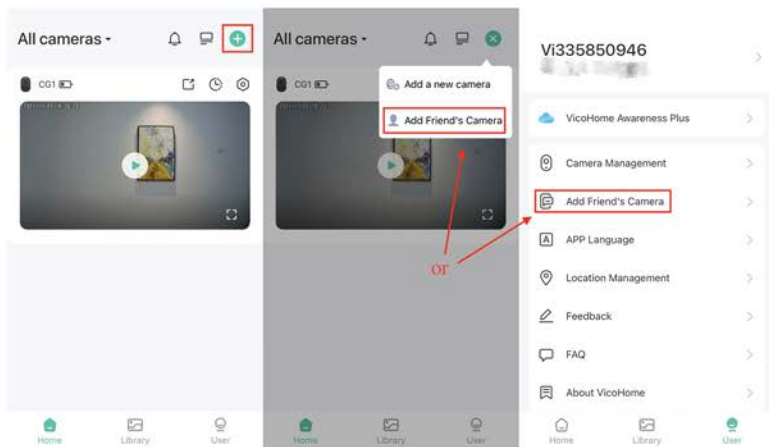 All cameras
CG1
Home
Library
User
All cameras
CG1
Add a new camera
Add Friend's Camera
or
Home
Library
User
Vi335850946
VicoHome Awareness Plus
Camera Management
Add Friend's Camera
APP Language
Location Management
Feedback
FAQ
About VicoHome
Home
Library
User